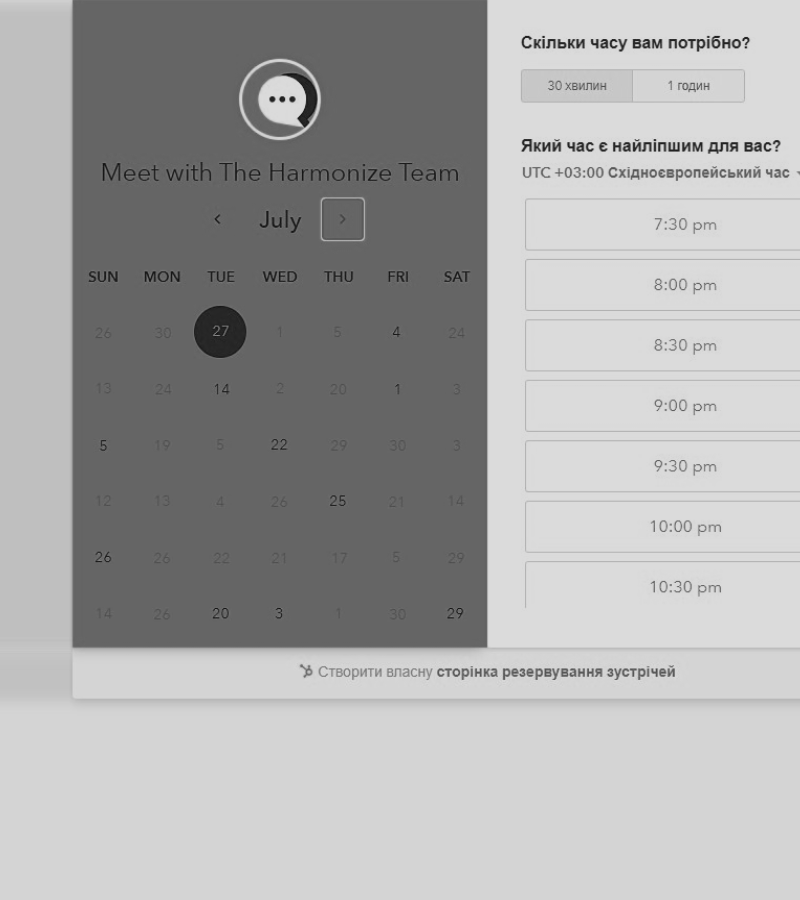 Meet with The Harmonize Team
July
SUN MON TUE WED THU FRI SAT
26 30 27 1 5 4 24
13 24 14 2 20 1 3
5 19 5 22 29 30 3
12 13 4 26 25 21 14
26 26 22 21 17 5 29
14 26 20 3 1 30 29
Скільки часу вам потрібно?
30 хвилин 1 годин
Який час є найліпшим для вас?
UTC +03:00 Східноєвропейський час
7:30 pm
8:00 pm
8:30 pm
9:00 pm
9:30 pm
10:00 pm
10:30 pm
Створити власну сторінка резервування зустрічей